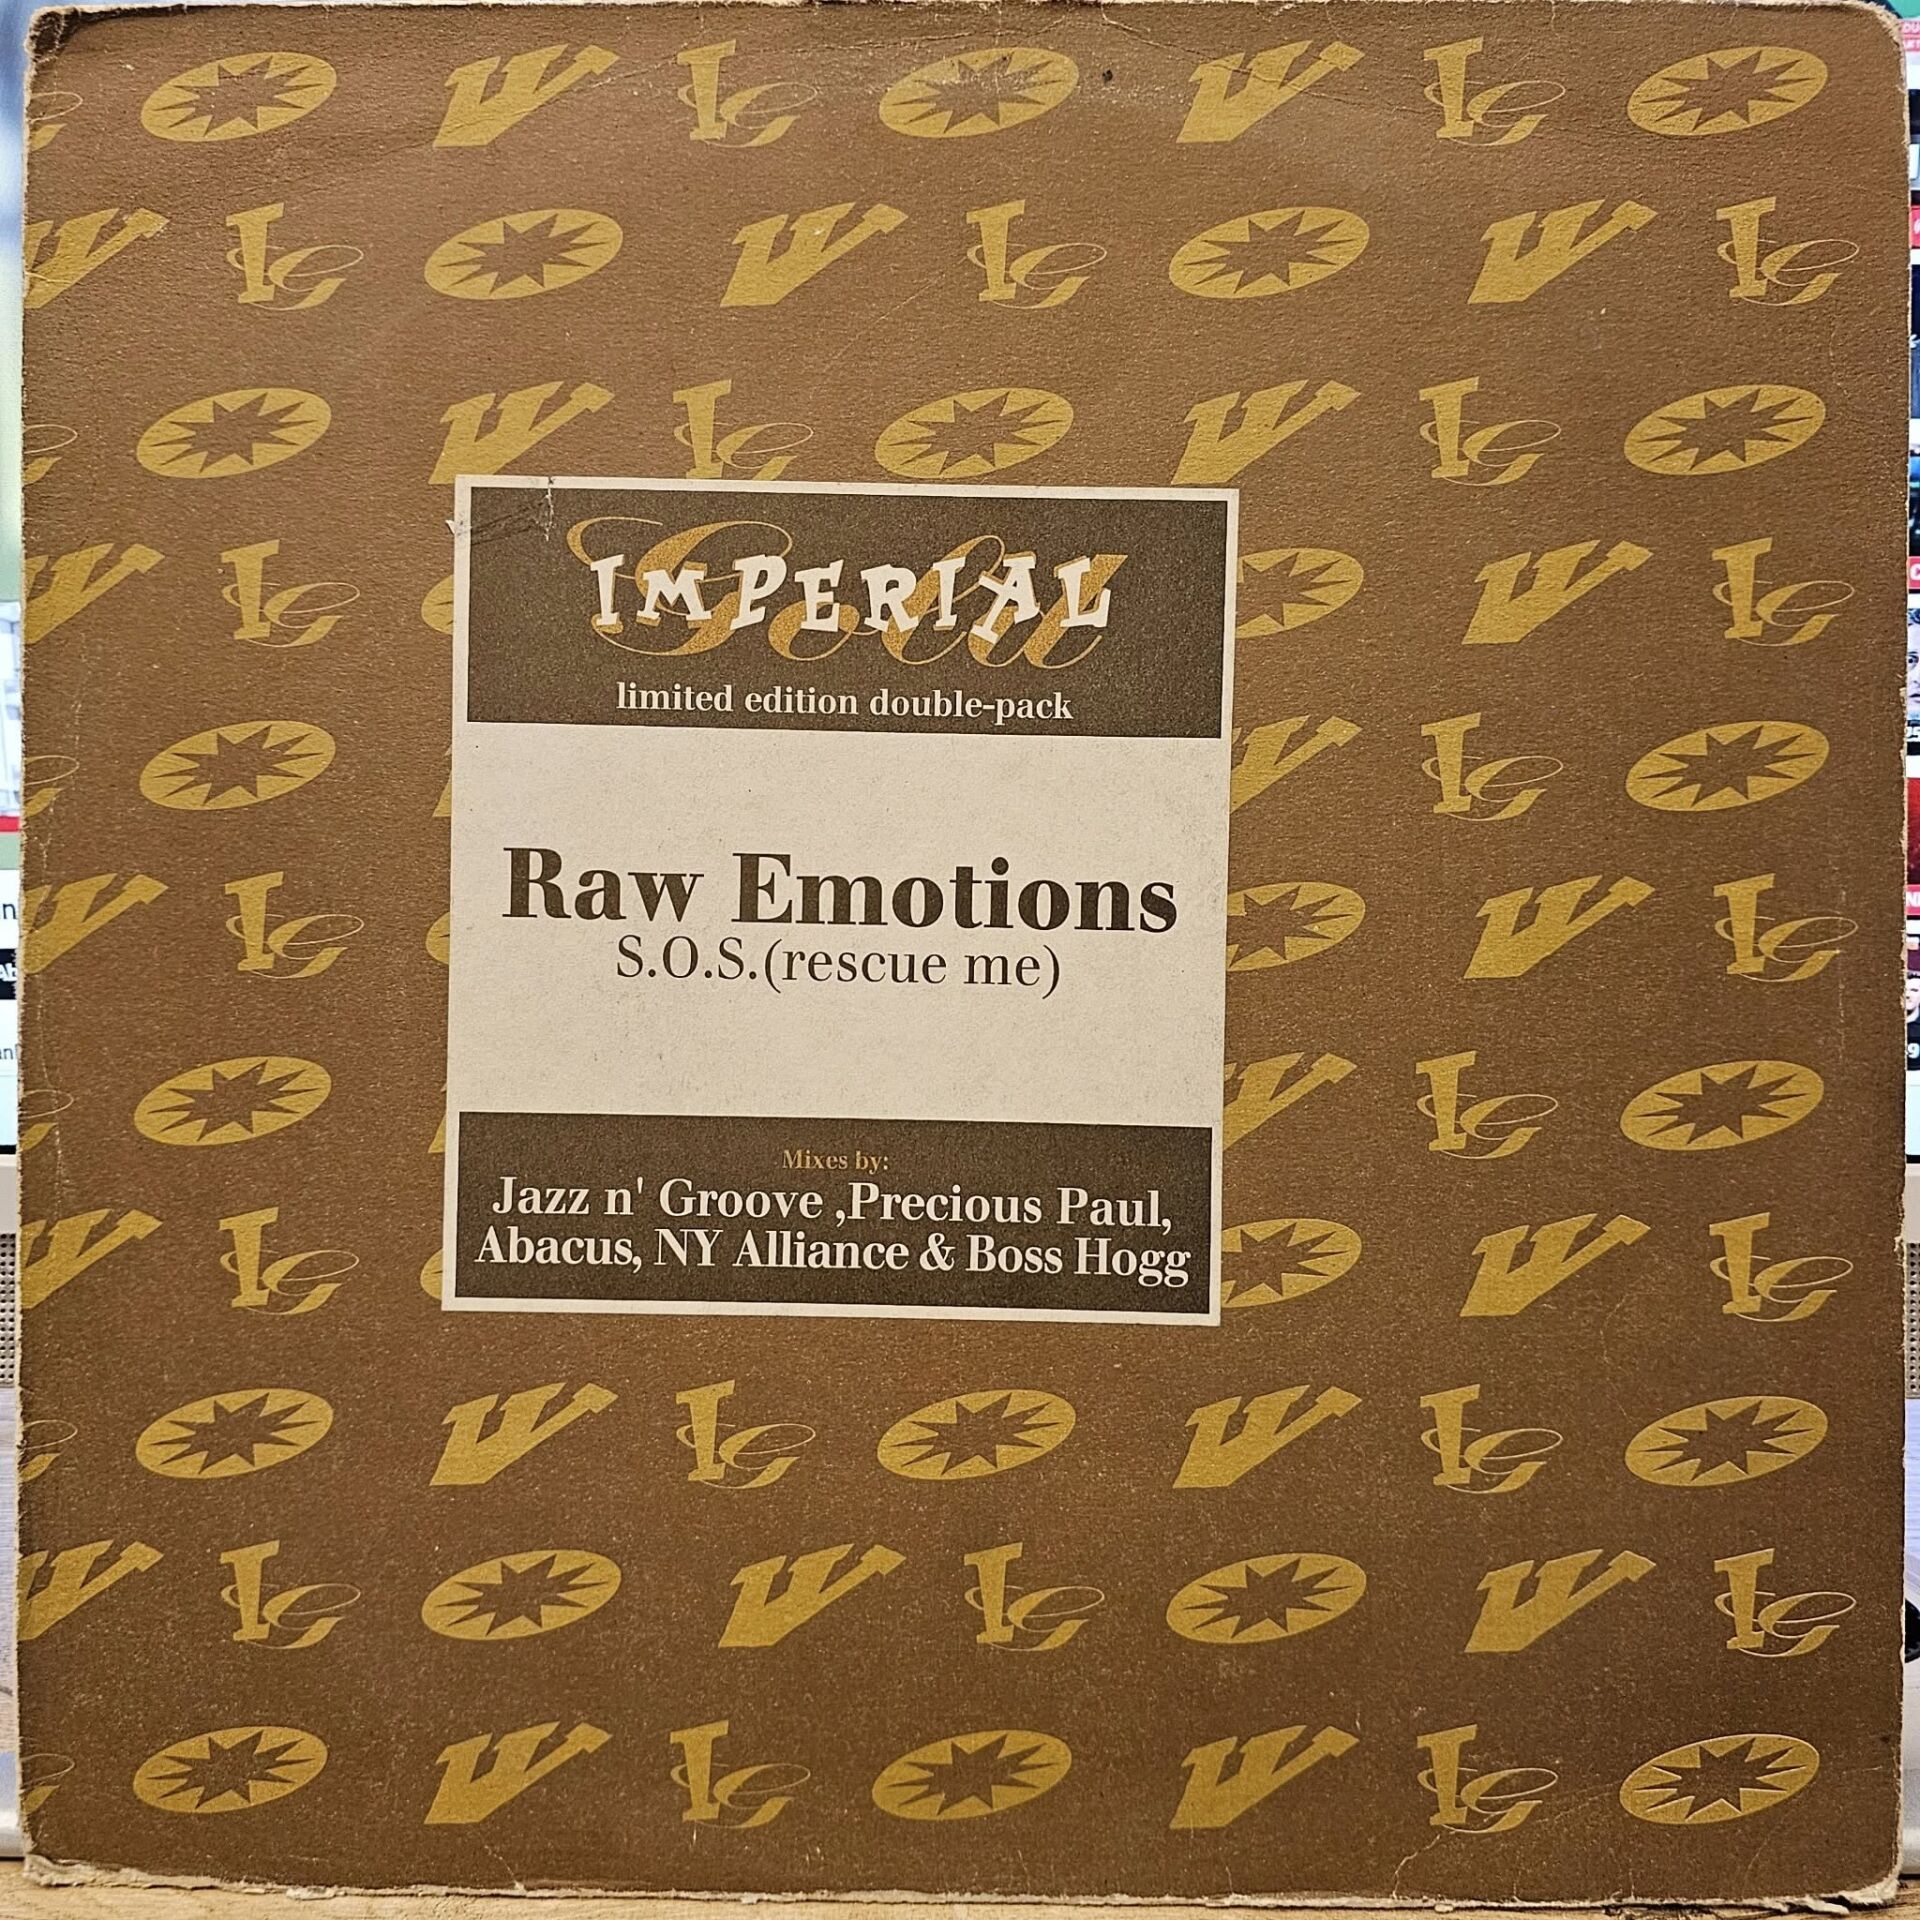 IMPERIAL
Gold
limited edition double-pack
Raw Emotions
S.O.S.(rescue me)
Mixes by:
Jazz n' Groove ,Precious Paul,
Abacus, NY Alliance & Boss Hogg